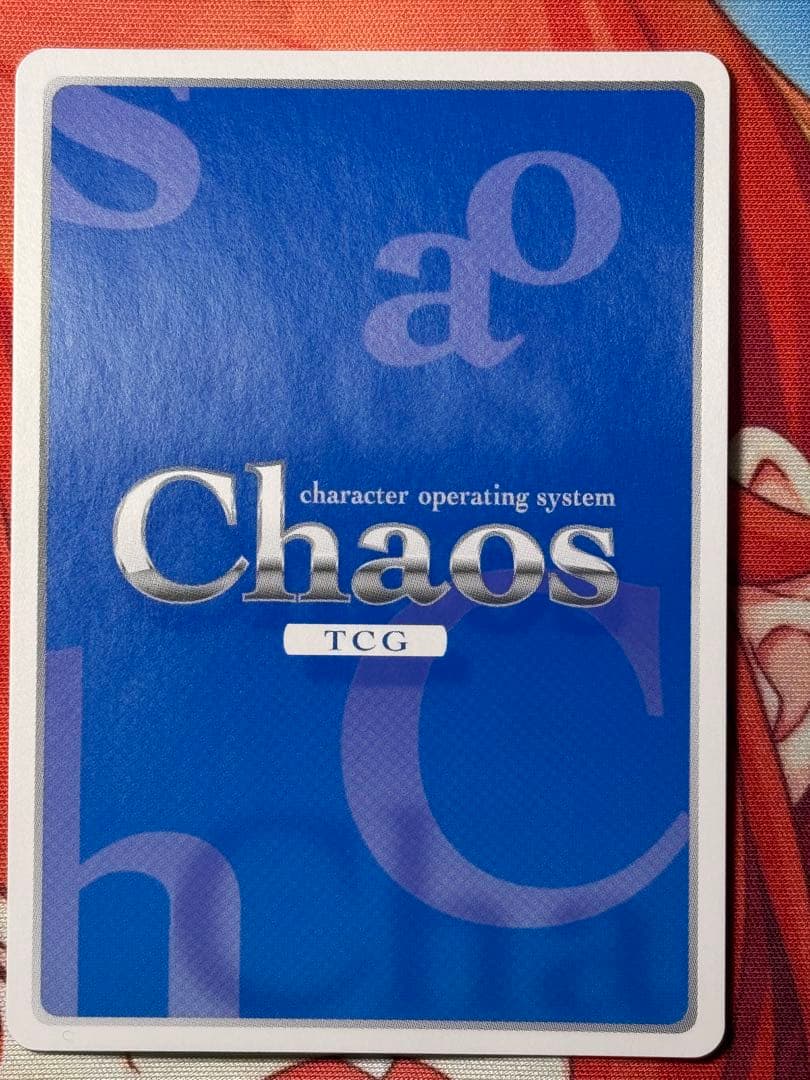 s
a o
character operating system
Chaos
TCG
C
h